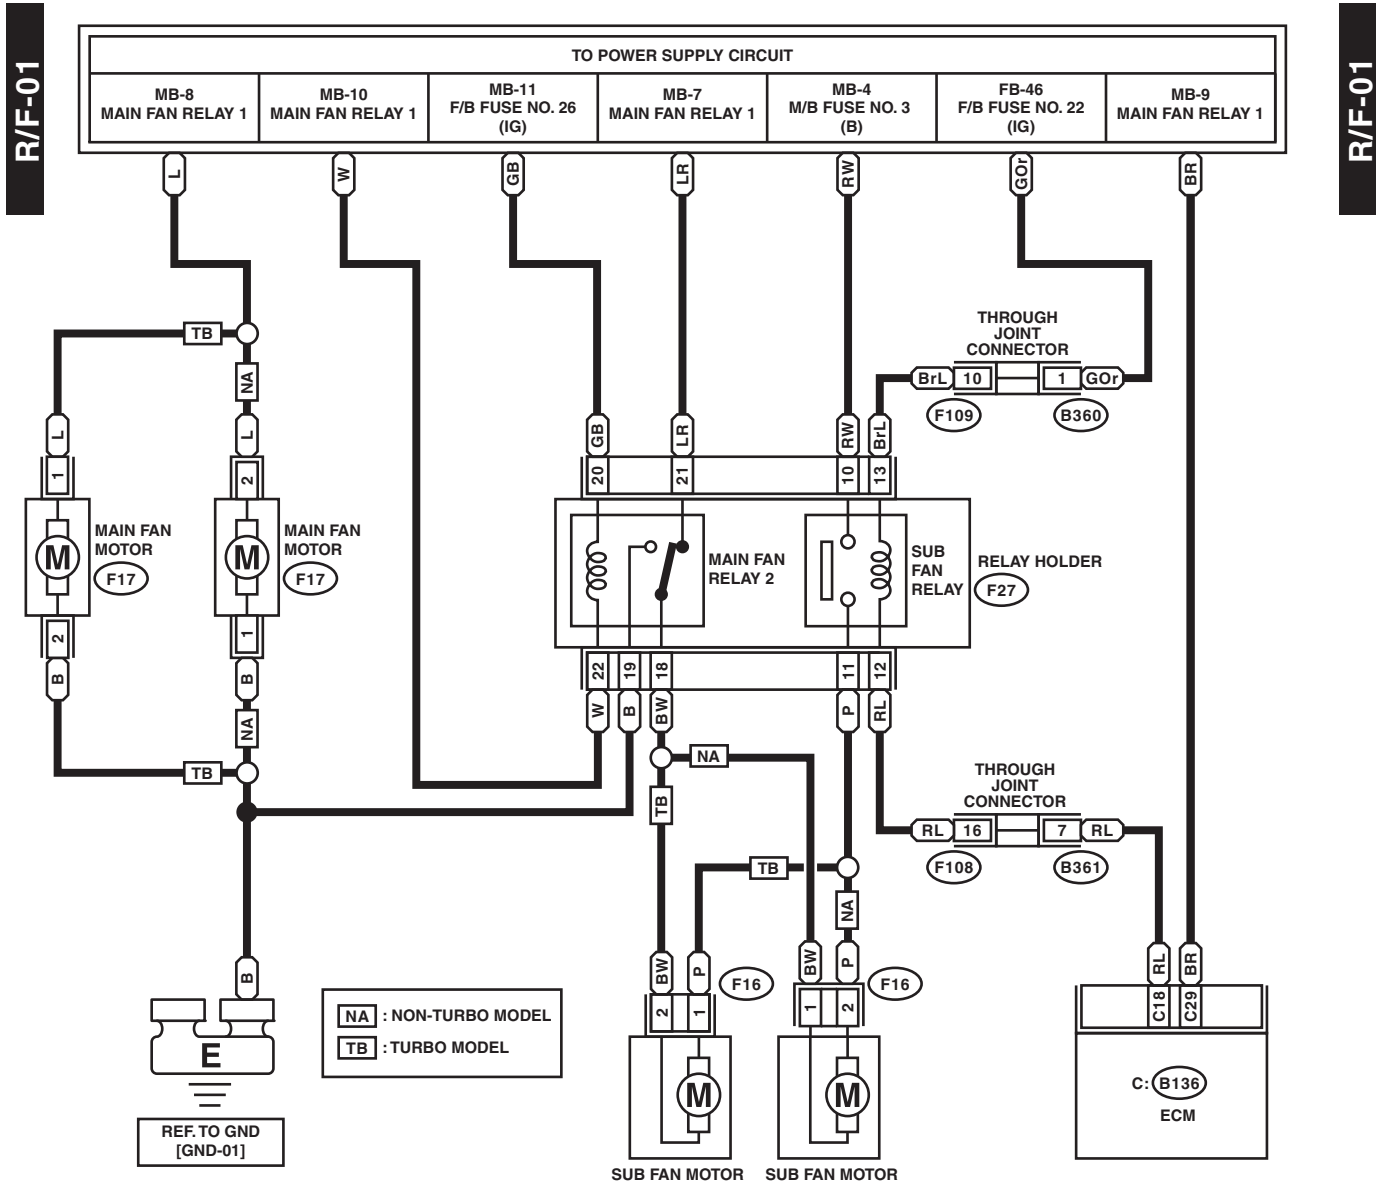 R/F-01
R/F-01
TO POWER SUPPLY CIRCUIT
MB-8
MAIN FAN RELAY 1
MB-10
MAIN FAN RELAY 1
MB-11
F/B FUSE NO. 26
(IG)
MB-7
MAIN FAN RELAY 1
MB-4
M/B FUSE NO. 3
(B)
FB-46
F/B FUSE NO. 22
(IG)
MB-9
MAIN FAN RELAY 1
L
W
GB
LR
RW
GOr
BR
TB
NA
THROUGH
JOINT
CONNECTOR
BrL
10
1
GOr
F109
B360
L
L
GB
LR
RW
BrL
1
2
20
21
10
13
M
MAIN FAN
MOTOR
F17
M
MAIN FAN
MOTOR
F17
MAIN FAN
RELAY 2
SUB
FAN
RELAY
RELAY HOLDER
F27
2
1
22
19
18
11
12
B
B
W
B
BW
P
RL
NA
TB
NA
TB
THROUGH
JOINT
CONNECTOR
RL
16
7
RL
F108
B361
TB
NA
B
BW
P
F16
BW
P
F16
RL
BR
2
1
1
2
C18
C29
E
NA : NON-TURBO MODEL
TB : TURBO MODEL
M
M
C: B136
ECM
REF. TO GND
[GND-01]
SUB FAN MOTOR
SUB FAN MOTOR